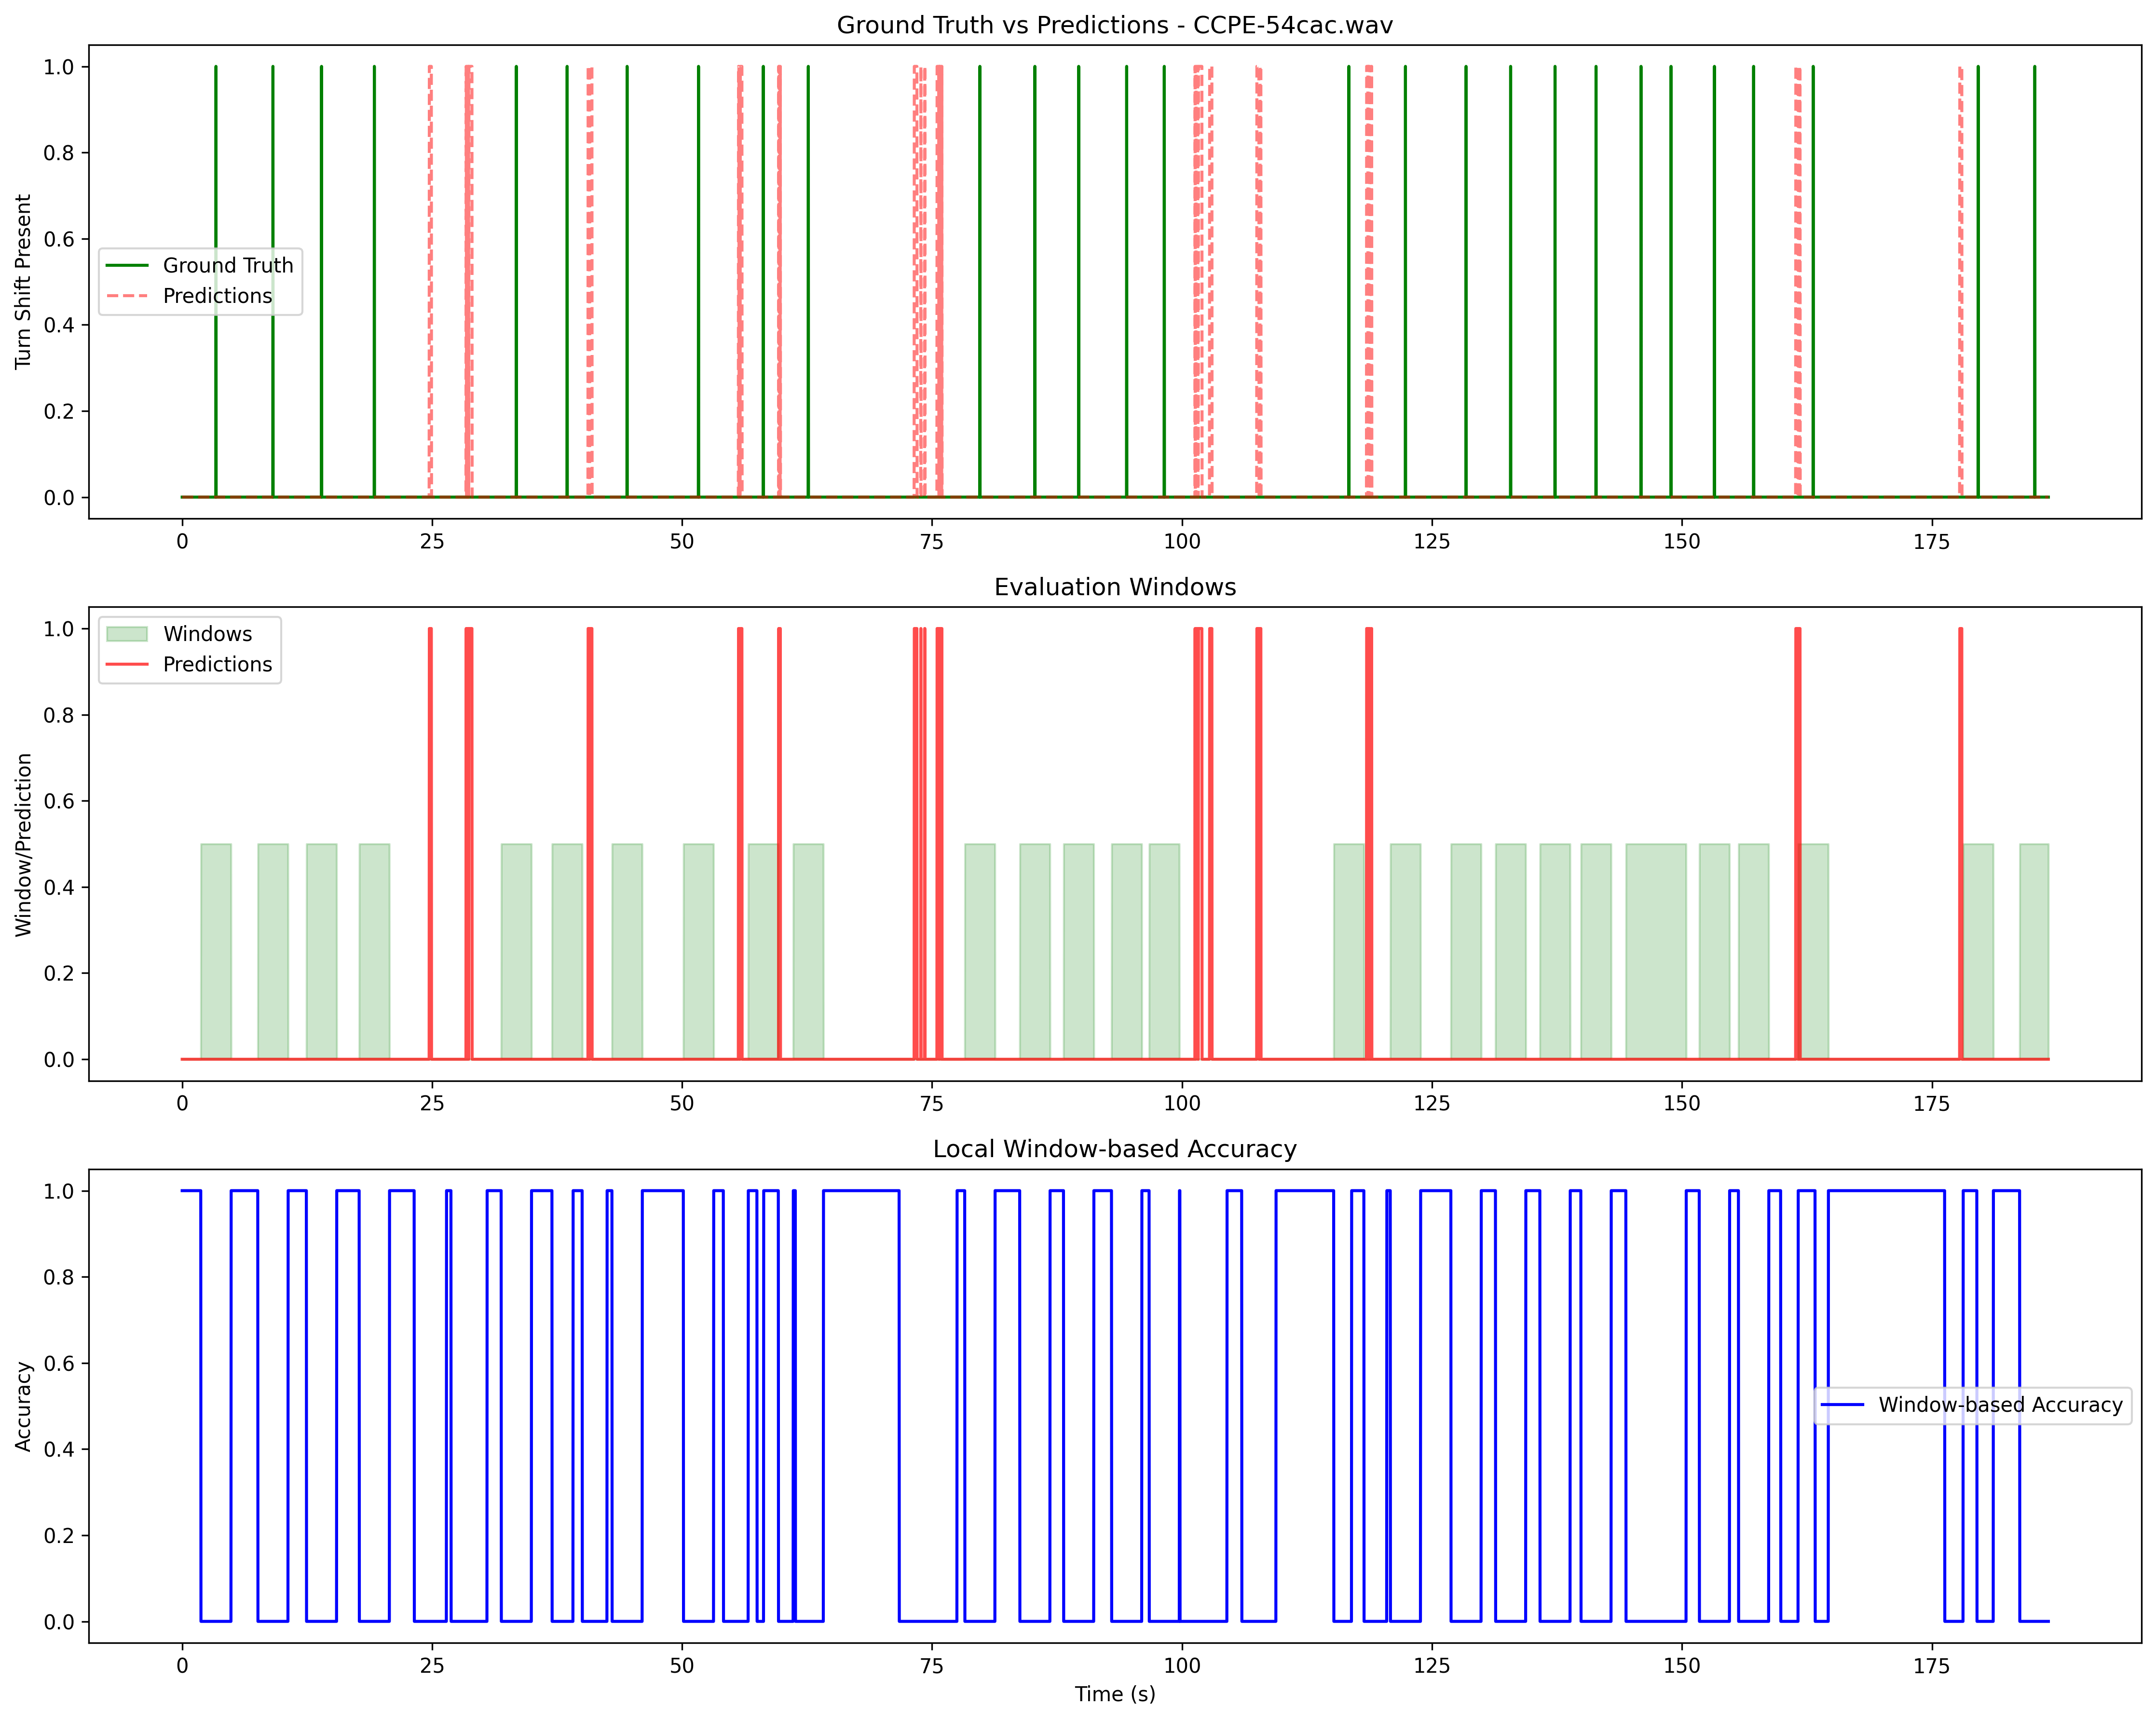 Ground Truth vs Predictions - CCPE-54cac.wav
1.0
0.8
0.6
0.4
0.2
0.0
Turn Shift Present
Ground Truth
Predictions
0 25 50 75 100 125 150 175
Evaluation Windows
1.0
0.8
0.6
0.4
0.2
0.0
Window/Prediction
Windows
Predictions
0 25 50 75 100 125 150 175
Local Window-based Accuracy
1.0
0.8
0.6
0.4
0.2
0.0
Accuracy
Window-based Accuracy
0 25 50 75 100 125 150 175
Time (s)